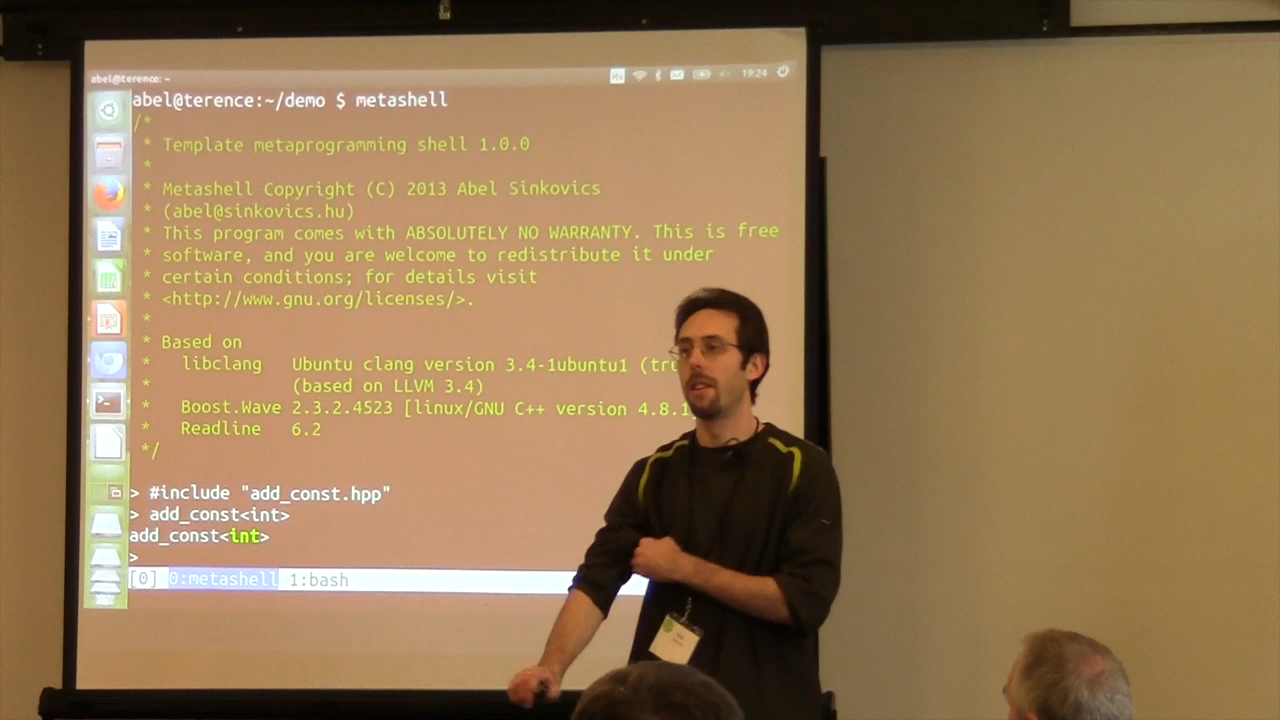 abel@terence: ~
19:24
abel@terence:~/demo $ metashell
/*
* Template metaprogramming shell 1.0.0
*
* Metashell Copyright (C) 2013 Abel Sinkovics
* (abel@sinkovics.hu)
* This program comes with ABSOLUTELY NO WARRANTY. This is free
* software, and you are welcome to redistribute it under
* certain conditions; for details visit
* <http://www.gnu.org/licenses/>.
*
* Based on
* libclang Ubuntu clang version 3.4-1ubuntu1 (tru
* (based on LLVM 3.4)
* Boost.Wave 2.3.2.4523 [linux/GNU C++ version 4.8.1]
* Readline 6.2
*/
> #include "add_const.hpp"
> add_const<int>
add_const<int>
>
[0] 0:metashell 1:bash